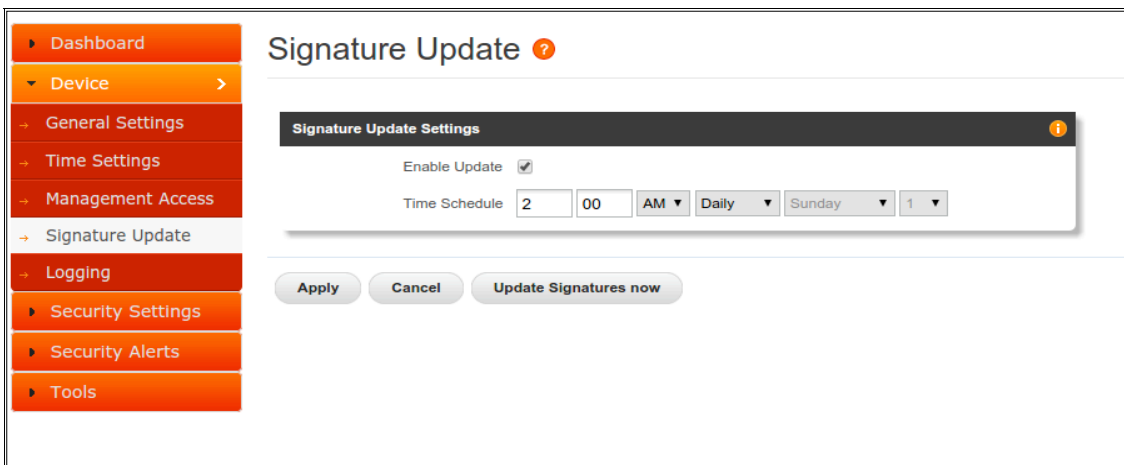 Dashboard
Device
General Settings
Time Settings
Management Access
Signature Update
Logging
Security Settings
Security Alerts
Tools
Signature Update ?
Signature Update Settings i
Enable Update
Time Schedule 2 00 AM Daily Sunday 1
Apply Cancel Update Signatures now